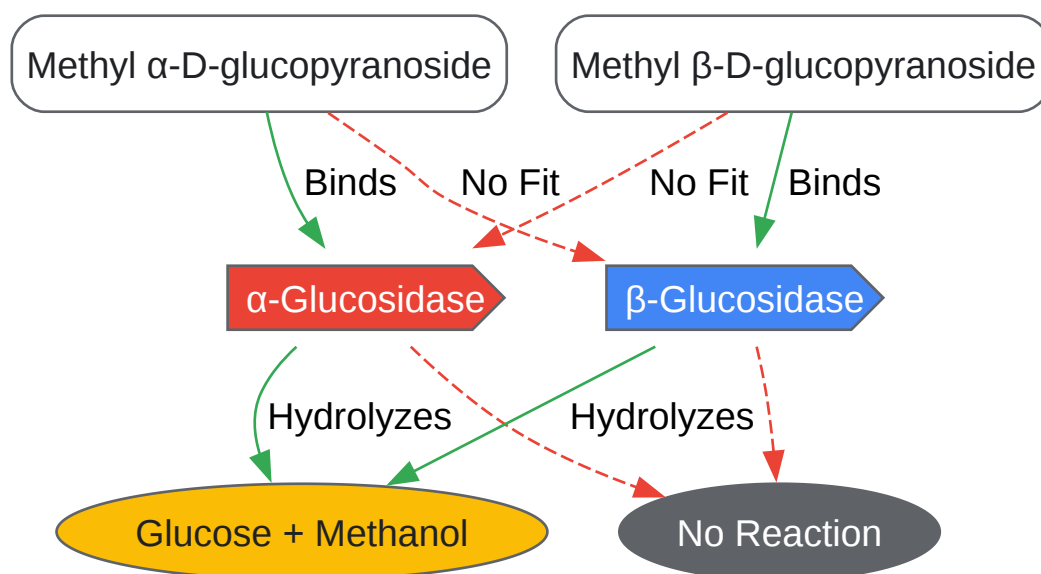 Methyl α-D-glucopyranoside
Methyl β-D-glucopyranoside
Binds
No Fit
No Fit
Binds
α-Glucosidase
β-Glucosidase
Hydrolyzes
Hydrolyzes
Glucose + Methanol
No Reaction